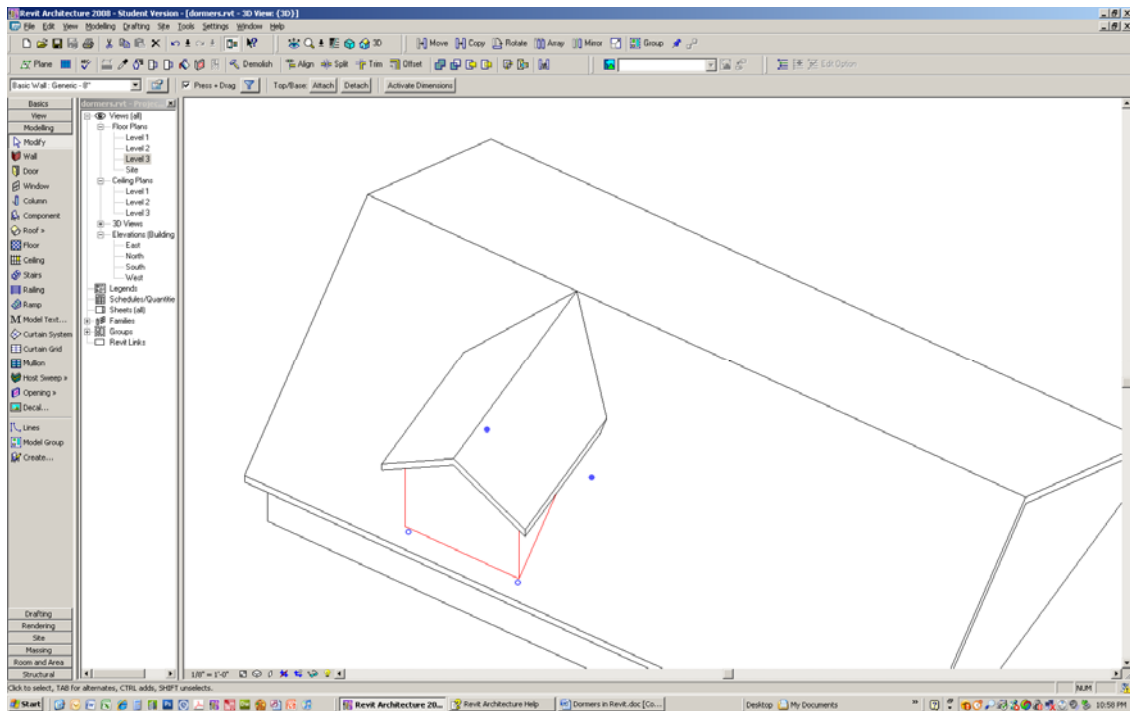 Revit Architecture 2008 - Student Version - [dormers.rvt - 3D View: {3D}]
File Edit View Modelling Drafting Site Tools Settings Window Help
3D Move Copy Rotate Array Mirror Group
Plane Demolish Align Split Trim Offset Edit Option
Basic Wall : Generic - 8" Press + Drag Top/Base: Attach Detach Activate Dimensions
Basics
View
Modelling
Modify
Wall
Door
Window
Column
Component
Roof »
Floor
Ceiling
Stairs
Railing
Ramp
Model Text...
Curtain System
Curtain Grid
Mullion
Host Sweep »
Opening »
Decal...
Lines
Model Group
Create...
Drafting
Rendering
Site
Massing
Room and Area
Structural
dormers.rvt - Projec...
Views (all)
Floor Plans
Level 1
Level 2
Level 3
Site
Ceiling Plans
Level 1
Level 2
Level 3
3D Views
Elevations (Building
East
North
South
West
Legends
Schedules/Quantitie
Sheets (all)
Families
Groups
Revit Links
1/8" = 1'-0"
Click to select, TAB for alternates, CTRL adds, SHIFT unselects. NUM
Start Revit Architecture 20... Revit Architecture Help Dormers in Revit.doc [Co... Desktop My Documents » 10:58 PM